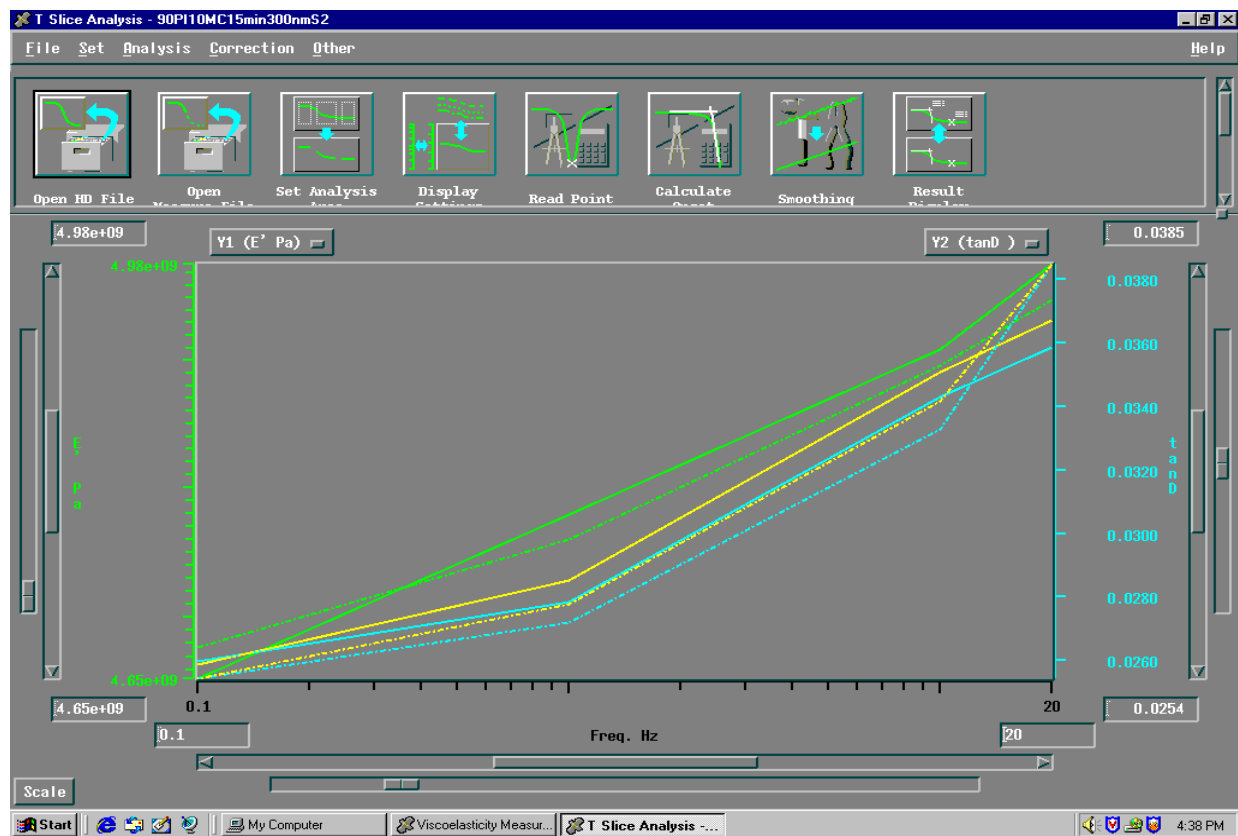 T Slice Analysis - 90PI10MC15min300nmS2
File Set Analysis Correction Other Help
Open HD File
Open
Set Analysis
Display
Read Point
Calculate
Smoothing
Result
4.98e+09
Y1 (E' Pa)
Y2 (tanD )
0.0385
4.98e+09
0.0380
0.0360
0.0340
0.0320
0.0300
0.0280
0.0260
E' Pa
tanD
4.65e+09
4.65e+09
0.1
20
0.0254
0.1
Freq. Hz
20
Scale
Start My Computer Viscoelasticity Measur... T Slice Analysis -... 4:38 PM